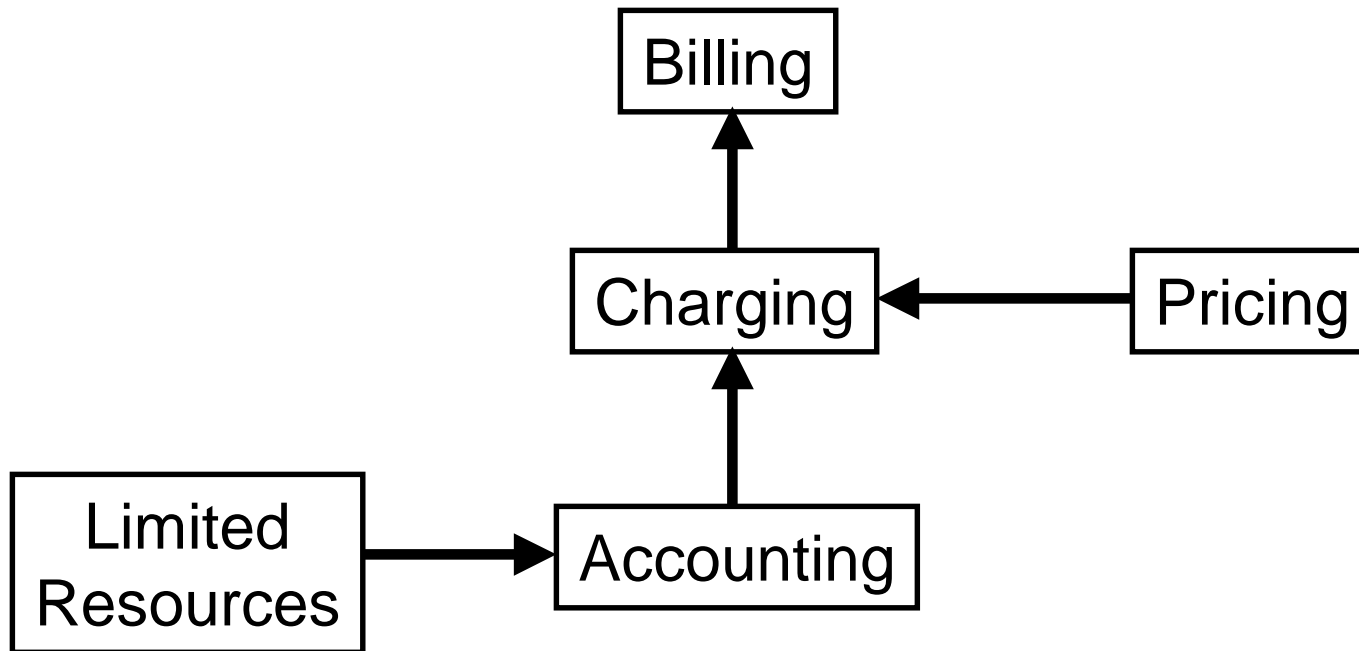 Billing
Charging
Pricing
Limited
Resources
Accounting